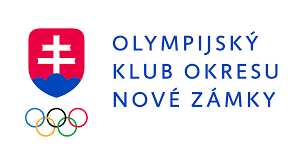 OLYMPIJSKÝ
KLUB OKRESU
NOVÉ ZÁMKY